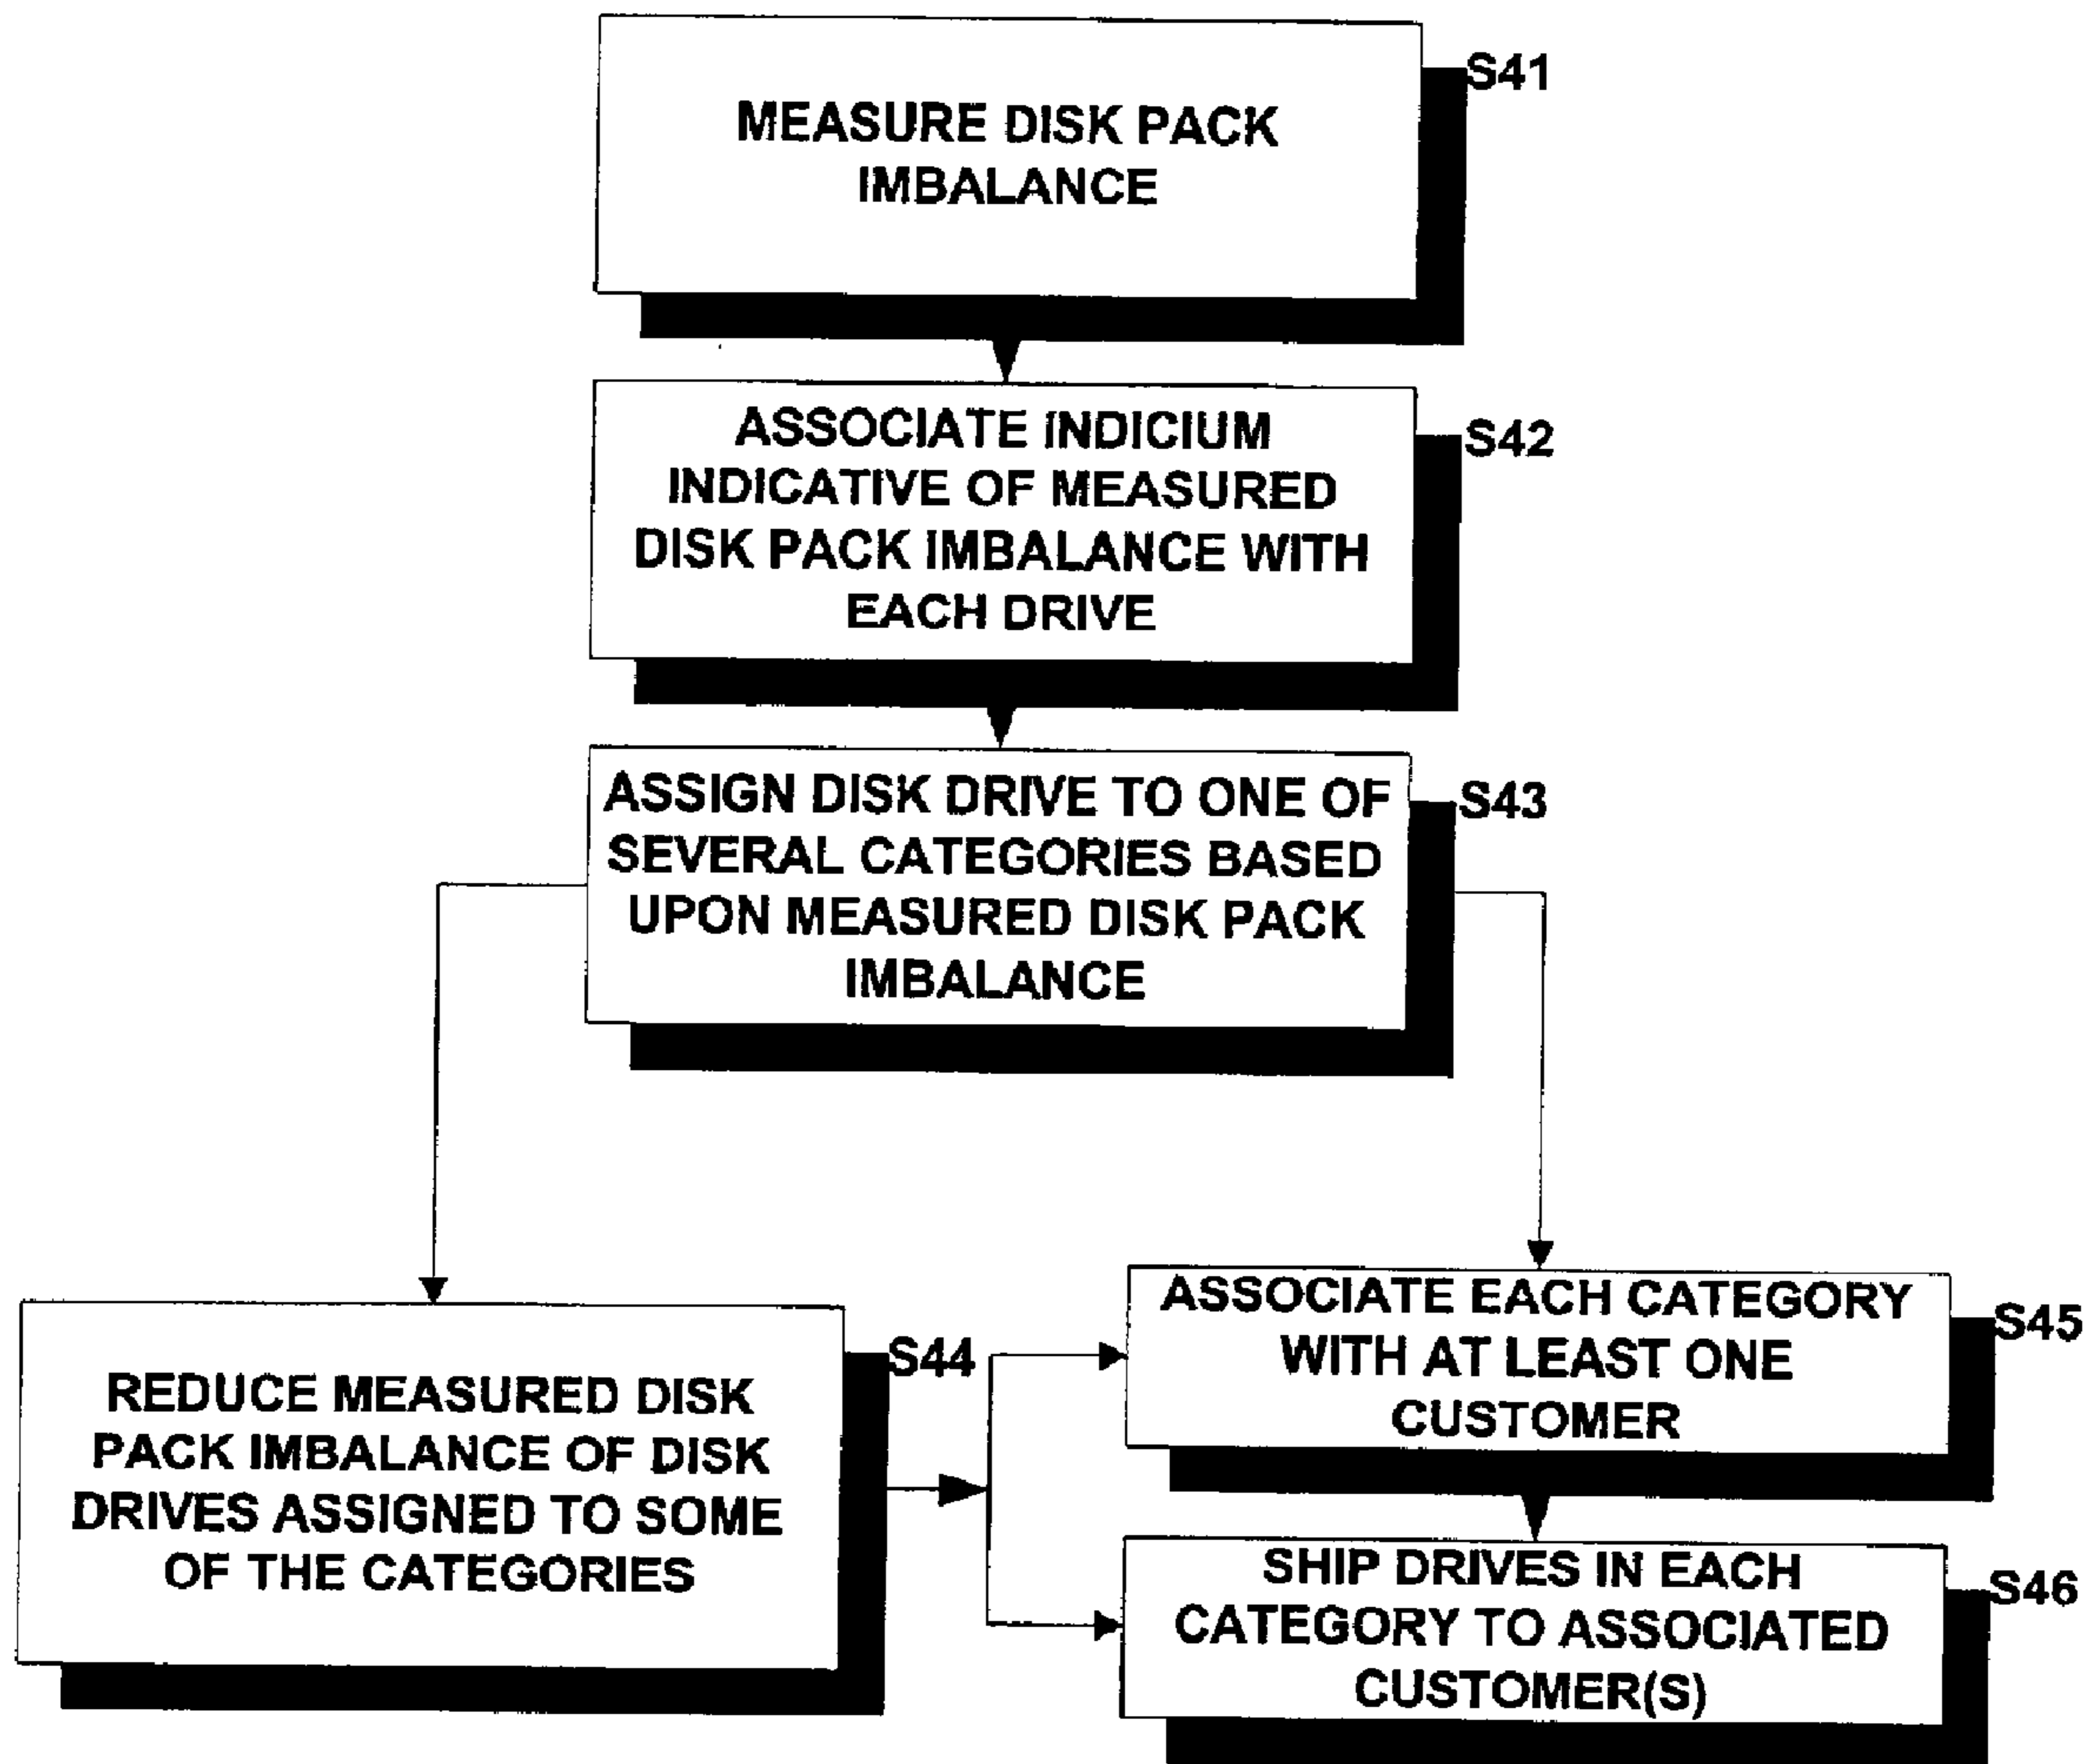 MEASURE DISK PACK
IMBALANCE
S41
ASSOCIATE INDICIUM
INDICATIVE OF MEASURED
DISK PACK IMBALANCE WITH
EACH DRIVE
S42
ASSIGN DISK DRIVE TO ONE OF
SEVERAL CATEGORIES BASED
UPON MEASURED DISK PACK
IMBALANCE
S43
REDUCE MEASURED DISK
PACK IMBALANCE OF DISK
DRIVES ASSIGNED TO SOME
OF THE CATEGORIES
S44
ASSOCIATE EACH CATEGORY
WITH AT LEAST ONE
CUSTOMER
S45
SHIP DRIVES IN EACH
CATEGORY TO ASSOCIATED
CUSTOMER(S)
S46